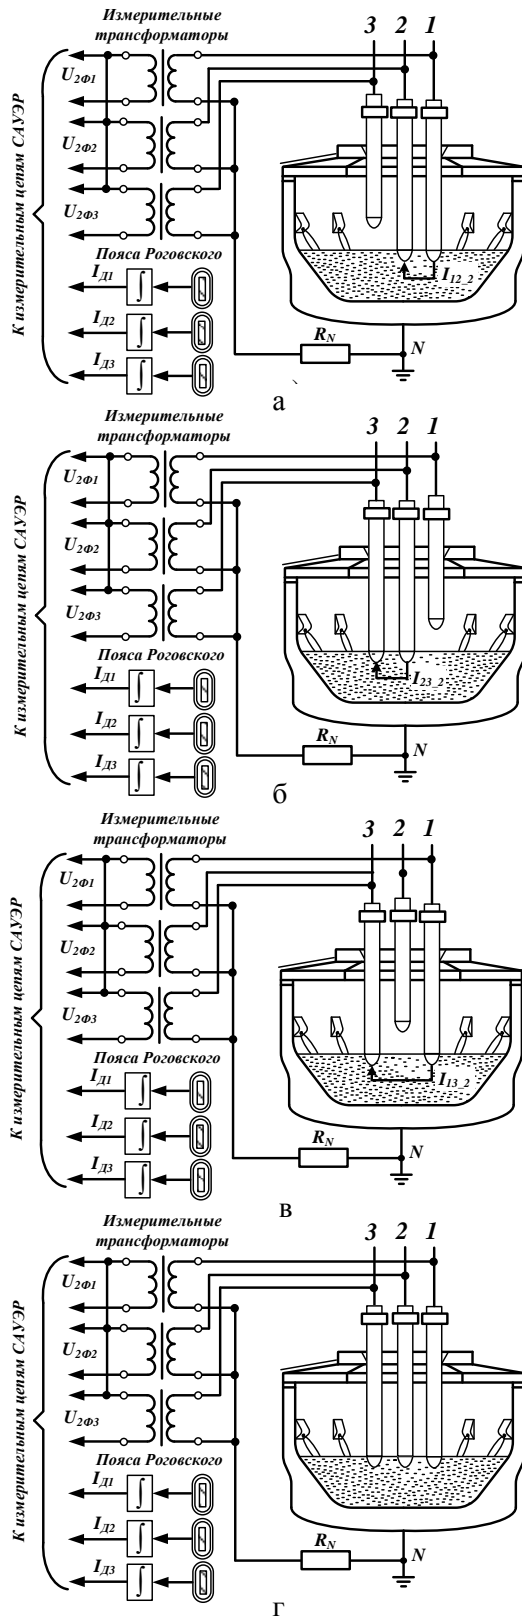 Измерительные
трансформаторы
3 2 1
К измерительным цепям САУЭР
U2Ф1
U2Ф2
U2Ф3
Пояса Роговского
IД1 ∫
I12_2
IД2 ∫
RN N
IД3 ∫
а
Измерительные
трансформаторы
3 2 1
К измерительным цепям САУЭР
U2Ф1
U2Ф2
U2Ф3
Пояса Роговского
IД1 ∫
I23_2
IД2 ∫
RN N
IД3 ∫
б
Измерительные
трансформаторы
3 2 1
К измерительным цепям САУЭР
U2Ф1
U2Ф2
U2Ф3
Пояса Роговского
IД1 ∫
I13_2
IД2 ∫
RN N
IД3 ∫
в
Измерительные
трансформаторы
3 2 1
К измерительным цепям САУЭР
U2Ф1
U2Ф2
U2Ф3
Пояса Роговского
IД1 ∫
IД2 ∫
RN N
IД3 ∫
г